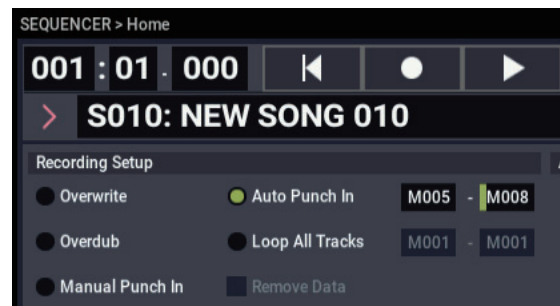 SEQUENCER > Home
001 : 01 . 000
> S010: NEW SONG 010
Recording Setup
Overwrite Auto Punch In M005 - M008
Overdub Loop All Tracks M001 - M001
Manual Punch In Remove Data